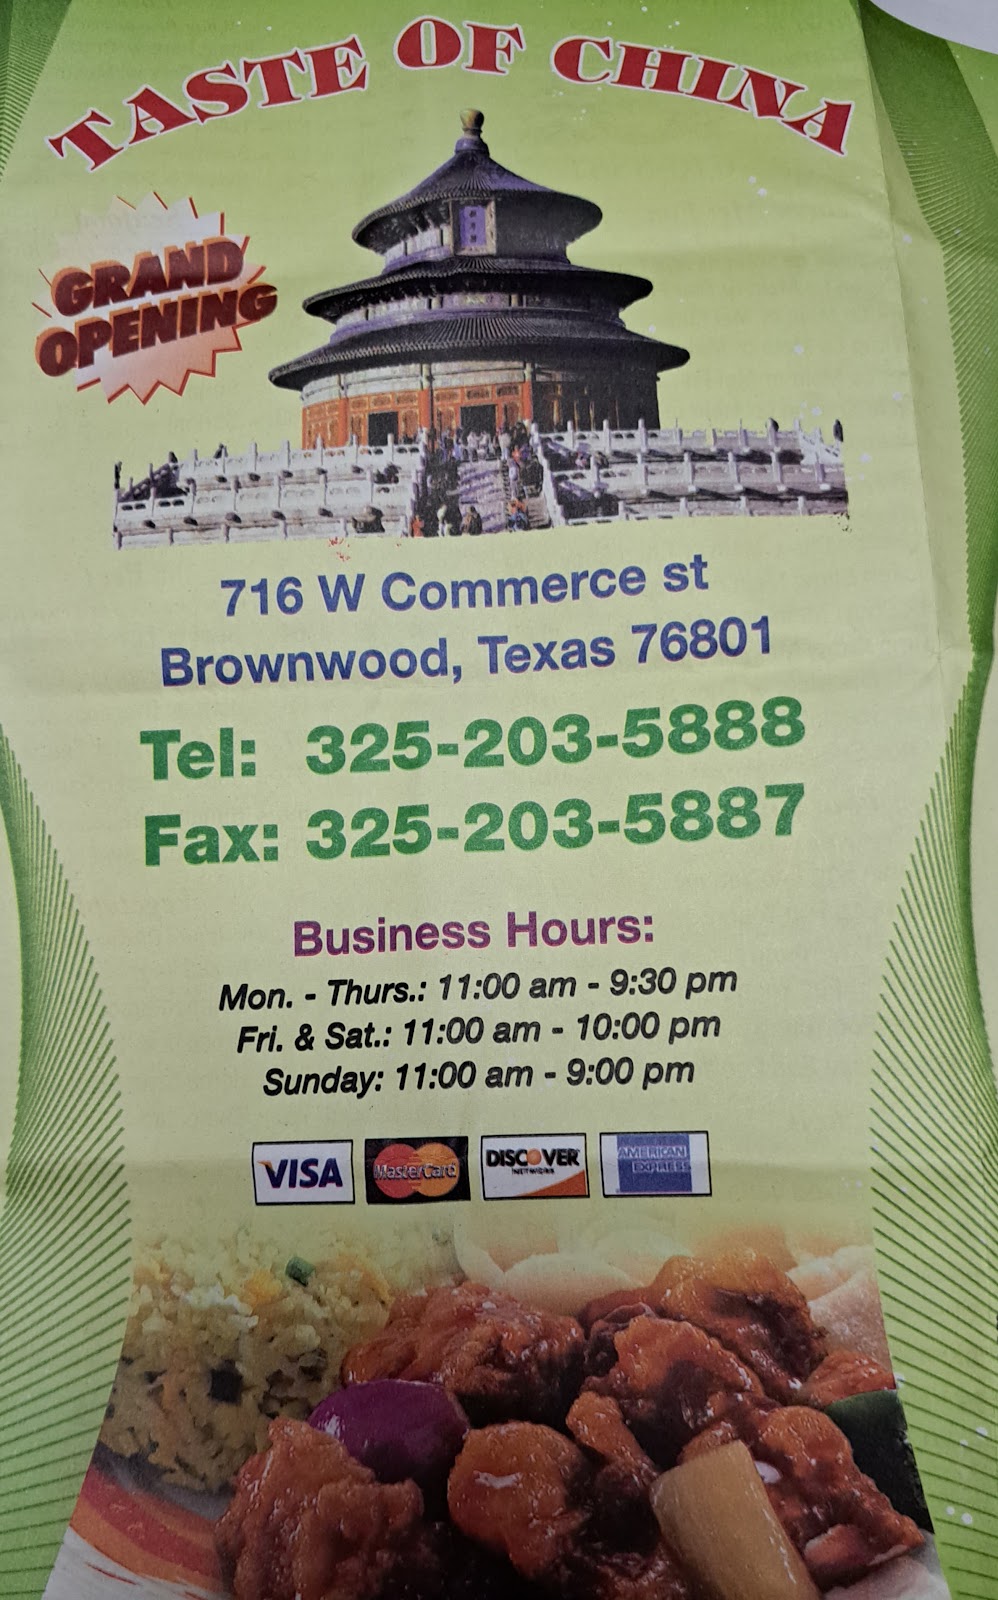 TASTE OF CHINA
GRAND
OPENING
716 W Commerce st
Brownwood, Texas 76801
Tel: 325-203-5888
Fax: 325-203-5887
Business Hours:
Mon. - Thurs.: 11:00 am - 9:30 pm
Fri. & Sat.: 11:00 am - 10:00 pm
Sunday: 11:00 am - 9:00 pm
VISA
MasterCard
DISCOVER
NETWORK
AMERICAN
EXPRESS